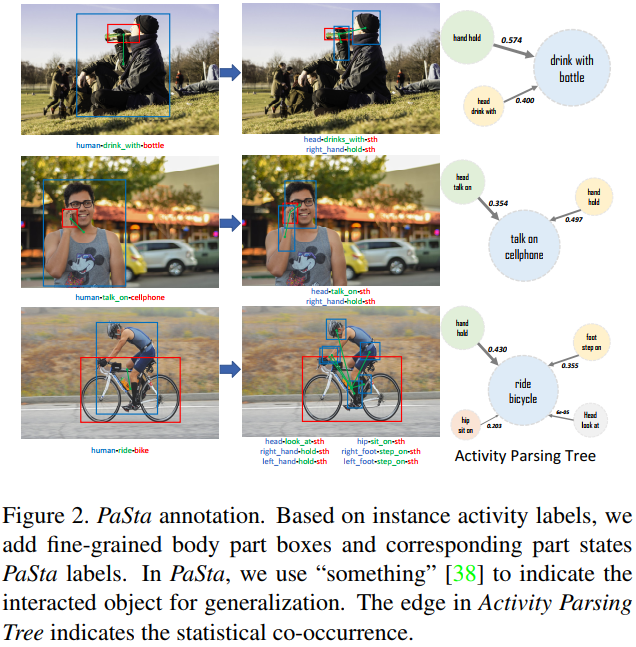 hand hold
0.574
drink with
bottle
head
drink with
0.400
human-drink_with-bottle
head-drinks_with-sth
right_hand-hold-sth
head
talk on
0.354
hand
hold
0.497
talk on
cellphone
human-talk_on-cellphone
head-talk_on-sth
right_hand-hold-sth
hand
hold
0.430
foot
step on
0.355
ride
bicycle
hip
sit on
0.203
6e-05
Head
look at
human-ride-bike
head-look_at-sth hip-sit_on-sth
right_hand-hold-sth right_foot-step_on-sth
left_hand-hold-sth left_foot-step_on-sth
Activity Parsing Tree
Figure 2. PaSta annotation. Based on instance activity labels, we
add fine-grained body part boxes and corresponding part states
PaSta labels. In PaSta, we use “something” [38] to indicate the
interacted object for generalization. The edge in Activity Parsing
Tree indicates the statistical co-occurrence.